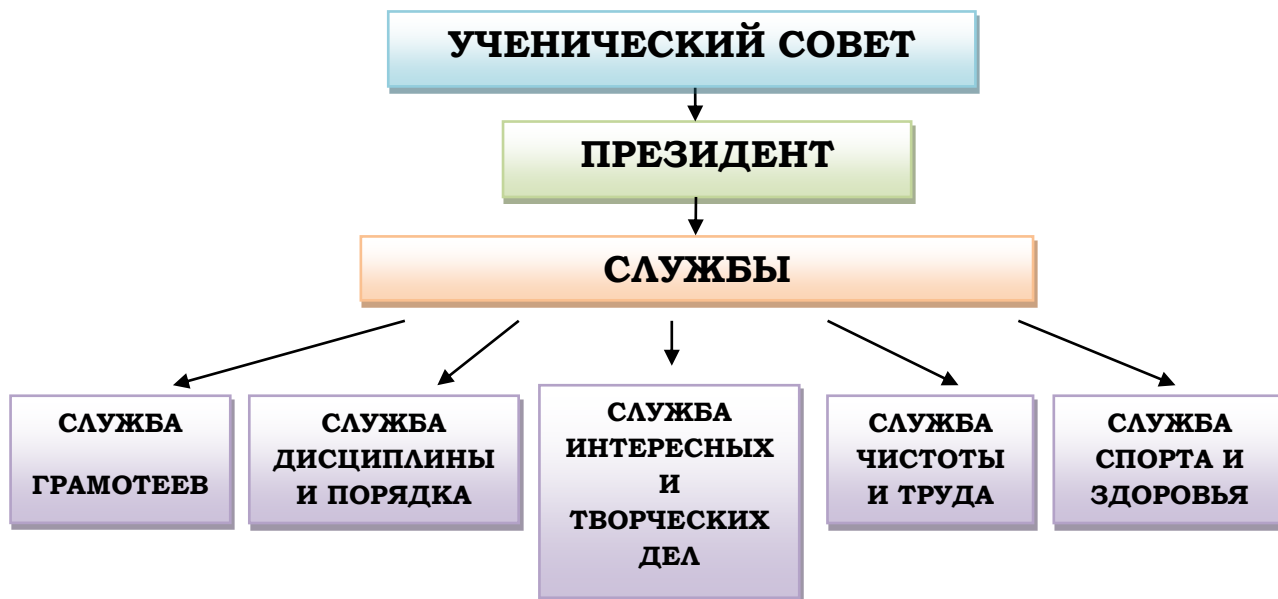 УЧЕНИЧЕСКИЙ СОВЕТ
ПРЕЗИДЕНТ
СЛУЖБЫ
СЛУЖБА
ГРАМОТЕЕВ
СЛУЖБА
ДИСЦИПЛИНЫ
И ПОРЯДКА
СЛУЖБА
ИНТЕРЕСНЫХ
И
ТВОРЧЕСКИХ
ДЕЛ
СЛУЖБА
ЧИСТОТЫ
И ТРУДА
СЛУЖБА
СПОРТА И
ЗДОРОВЬЯ